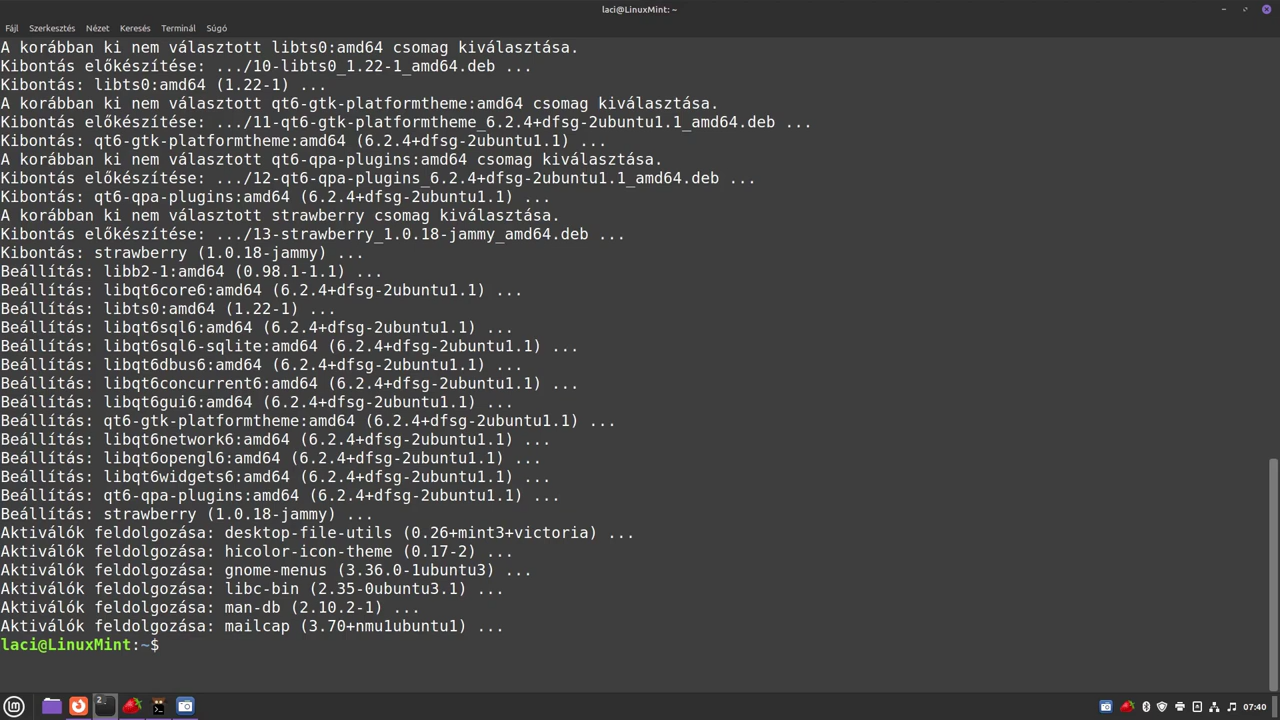 laci@LinuxMint: ~
Fájl Szerkesztés Nézet Keresés Terminál Súgó
A korábban ki nem választott libts0:amd64 csomag kiválasztása.
Kibontás előkészítése: .../10-libts0_1.22-1_amd64.deb ...
Kibontás: libts0:amd64 (1.22-1) ...
A korábban ki nem választott qt6-gtk-platformtheme:amd64 csomag kiválasztása.
Kibontás előkészítése: .../11-qt6-gtk-platformtheme_6.2.4+dfsg-2ubuntu1.1_amd64.deb ...
Kibontás: qt6-gtk-platformtheme:amd64 (6.2.4+dfsg-2ubuntu1.1) ...
A korábban ki nem választott qt6-qpa-plugins:amd64 csomag kiválasztása.
Kibontás előkészítése: .../12-qt6-qpa-plugins_6.2.4+dfsg-2ubuntu1.1_amd64.deb ...
Kibontás: qt6-qpa-plugins:amd64 (6.2.4+dfsg-2ubuntu1.1) ...
A korábban ki nem választott strawberry csomag kiválasztása.
Kibontás előkészítése: .../13-strawberry_1.0.18-jammy_amd64.deb ...
Kibontás: strawberry (1.0.18-jammy) ...
Beállítás: libb2-1:amd64 (0.98.1-1.1) ...
Beállítás: libqt6core6:amd64 (6.2.4+dfsg-2ubuntu1.1) ...
Beállítás: libts0:amd64 (1.22-1) ...
Beállítás: libqt6sql6:amd64 (6.2.4+dfsg-2ubuntu1.1) ...
Beállítás: libqt6sql6-sqlite:amd64 (6.2.4+dfsg-2ubuntu1.1) ...
Beállítás: libqt6dbus6:amd64 (6.2.4+dfsg-2ubuntu1.1) ...
Beállítás: libqt6concurrent6:amd64 (6.2.4+dfsg-2ubuntu1.1) ...
Beállítás: libqt6gui6:amd64 (6.2.4+dfsg-2ubuntu1.1) ...
Beállítás: qt6-gtk-platformtheme:amd64 (6.2.4+dfsg-2ubuntu1.1) ...
Beállítás: libqt6network6:amd64 (6.2.4+dfsg-2ubuntu1.1) ...
Beállítás: libqt6opengl6:amd64 (6.2.4+dfsg-2ubuntu1.1) ...
Beállítás: libqt6widgets6:amd64 (6.2.4+dfsg-2ubuntu1.1) ...
Beállítás: qt6-qpa-plugins:amd64 (6.2.4+dfsg-2ubuntu1.1) ...
Beállítás: strawberry (1.0.18-jammy) ...
Aktiválók feldolgozása: desktop-file-utils (0.26+mint3+victoria) ...
Aktiválók feldolgozása: hicolor-icon-theme (0.17-2) ...
Aktiválók feldolgozása: gnome-menus (3.36.0-1ubuntu3) ...
Aktiválók feldolgozása: libc-bin (2.35-0ubuntu3.1) ...
Aktiválók feldolgozása: man-db (2.10.2-1) ...
Aktiválók feldolgozása: mailcap (3.70+nmu1ubuntu1) ...
laci@LinuxMint:~$
2
07:40